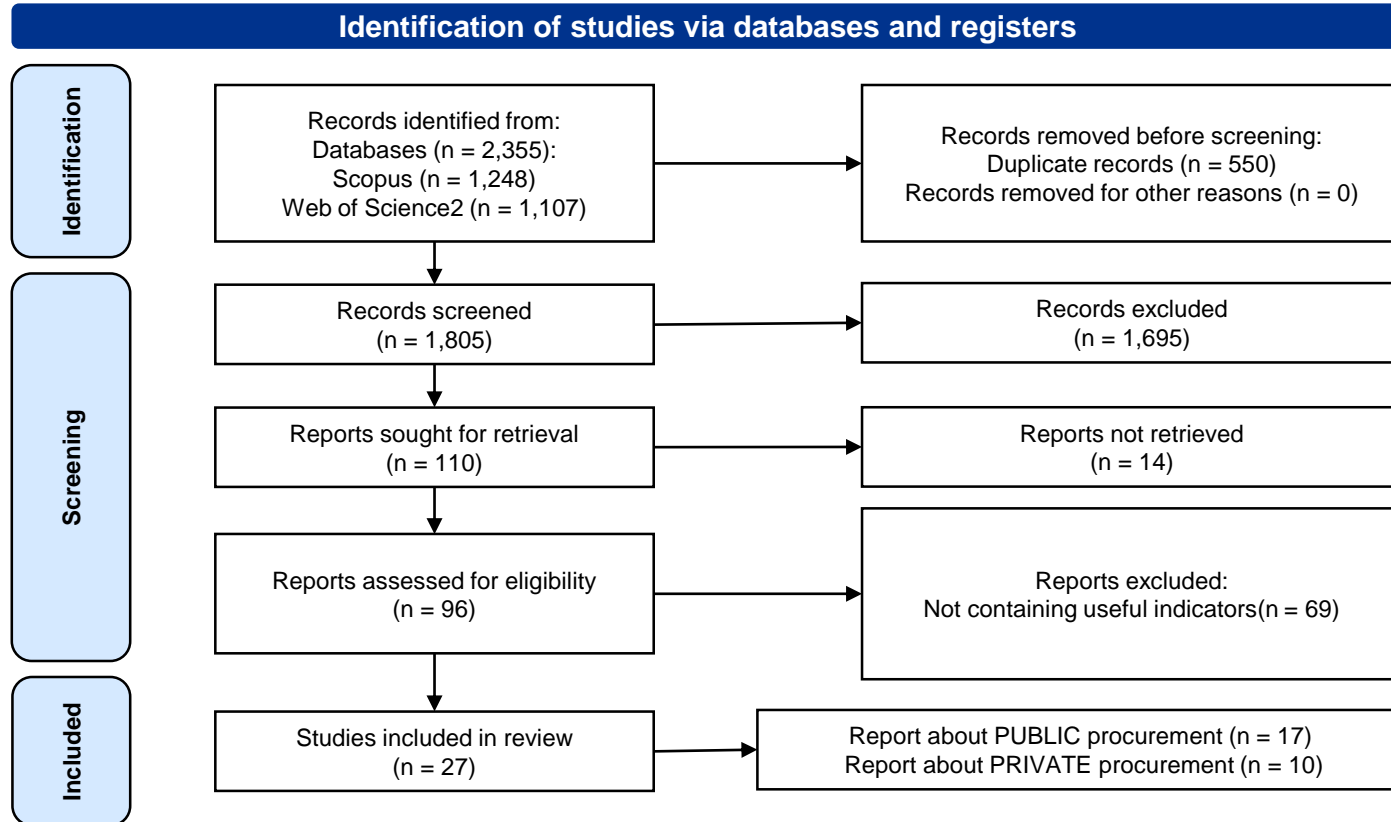 Identification of studies via databases and registers
Identification
Records identified from:
Databases (n = 2,355):
Scopus (n = 1,248)
Web of Science2 (n = 1,107)
Records removed before screening:
Duplicate records (n = 550)
Records removed for other reasons (n = 0)
Screening
Records screened
(n = 1,805)
Records excluded
(n = 1,695)
Reports sought for retrieval
(n = 110)
Reports not retrieved
(n = 14)
Reports assessed for eligibility
(n = 96)
Reports excluded:
Not containing useful indicators(n = 69)
Included
Studies included in review
(n = 27)
Report about PUBLIC procurement (n = 17)
Report about PRIVATE procurement (n = 10)